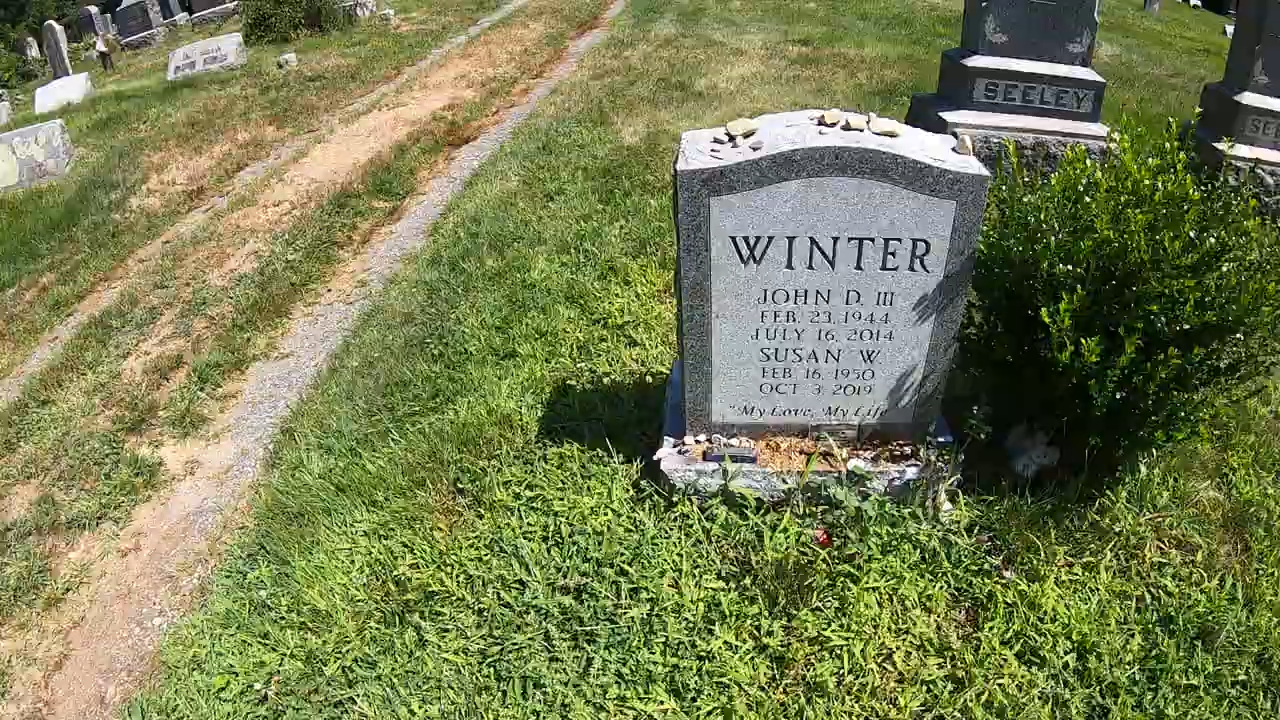 SEELEY
SE
WINTER
JOHN D. III
FEB. 23, 1944
JULY 16, 2014
SUSAN W.
FEB. 16, 1950
OCT. 3, 2019
"My Love, My Life